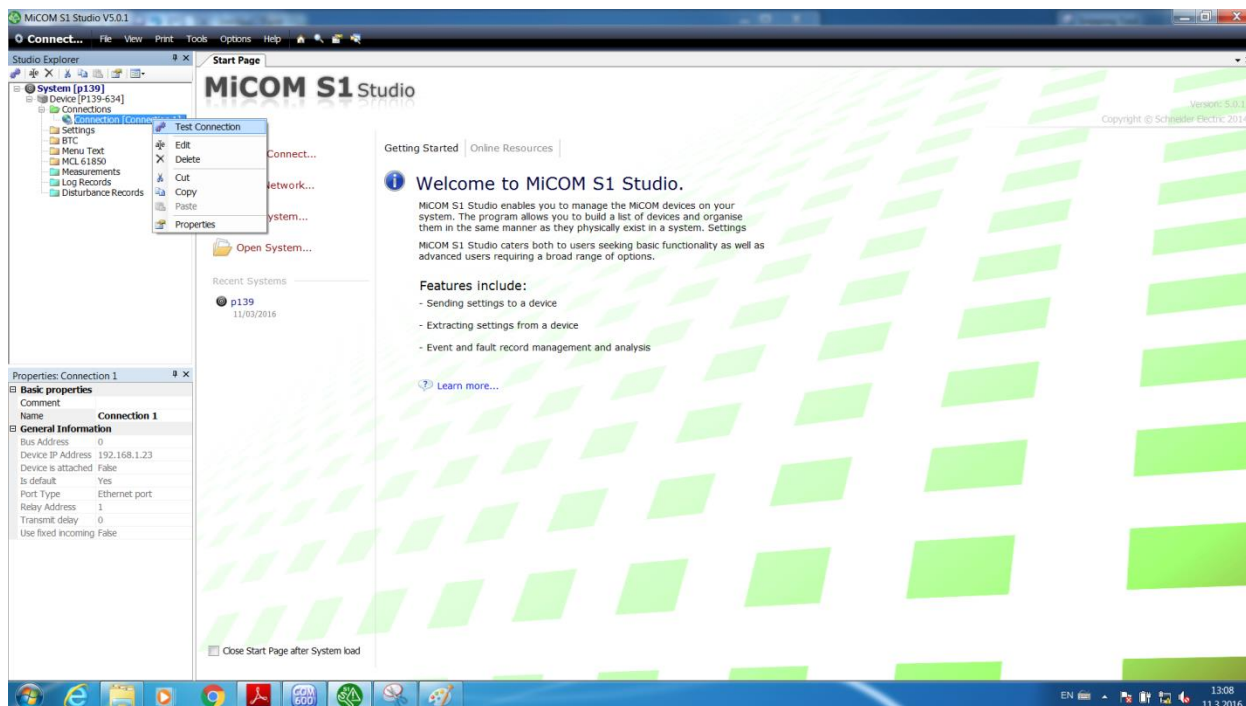 MiCOM S1 Studio V5.0.1
Connect... File View Print Tools Options Help
Studio Explorer
Start Page
System [p139]
Device [P139-634]
Connections
Connection [Connection 1]
Settings
BTC
Menu Text
MCL 61850
Measurements
Log Records
Disturbance Records
Test Connection
Edit
Delete
Cut
Copy
Paste
Properties
MiCOM S1 Studio
Version: 5.0.1
Copyright © Schneider Electric 2014
Connect...
Network...
System...
Open System...
Recent Systems
p139
11/03/2016
Getting Started Online Resources
Welcome to MiCOM S1 Studio.
MiCOM S1 Studio enables you to manage the MiCOM devices on your
system. The program allows you to build a list of devices and organise
them in the same manner as they physically exist in a system. Settings
MiCOM S1 Studio caters both to users seeking basic functionality as well as
advanced users requiring a broad range of options.
Features include:
- Sending settings to a device
- Extracting settings from a device
- Event and fault record management and analysis
Learn more...
Properties: Connection 1
Basic properties
Comment
Name Connection 1
General Information
Bus Address 0
Device IP Address 192.168.1.23
Device is attached False
Is default Yes
Port Type Ethernet port
Relay Address 1
Transmit delay 0
Use fixed incoming False
Close Start Page after System load
COM
600
EN
13:08
11.3.2016